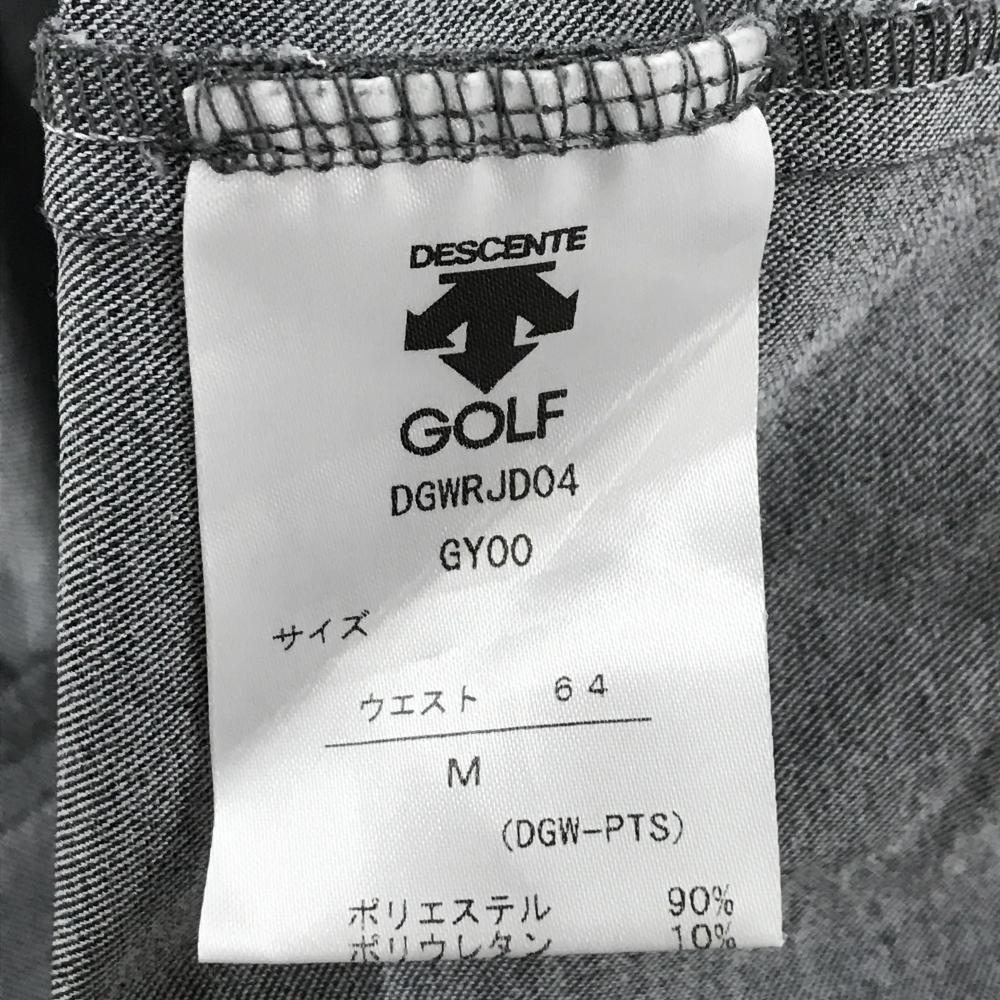 DESCENTE
GOLF
DGWRJD04
GY00
サイズ
ウエスト 64
M
(DGW-PTS)
ポリエステル 90%
ポリウレタン 10%